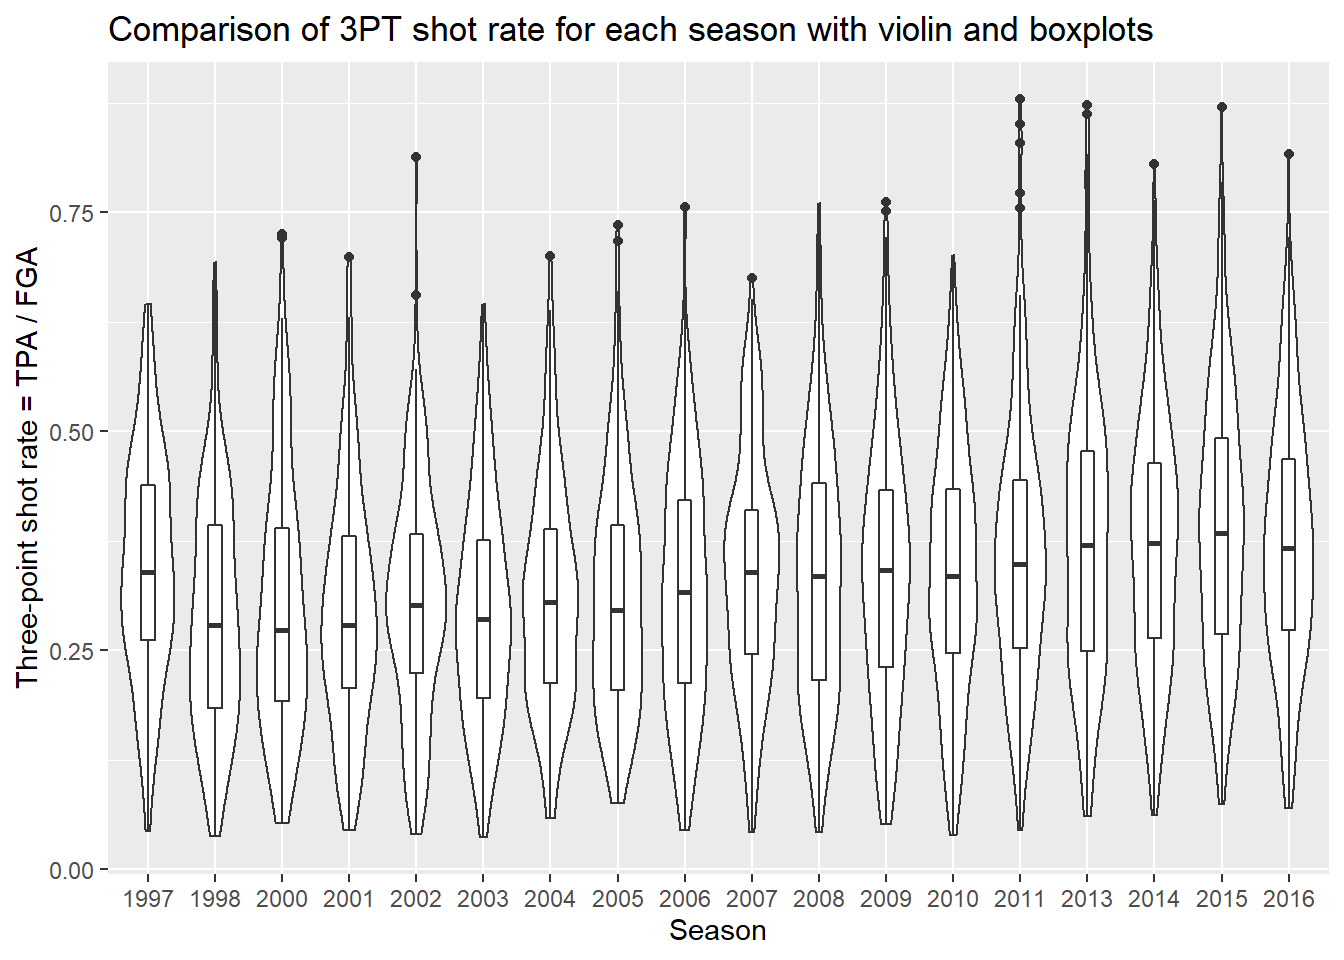 Comparison of 3PT shot rate for each season with violin and boxplots
Three-point shot rate = TPA / FGA
0.75
0.50
0.25
0.00
1997 1998 2000 2001 2002 2003 2004 2005 2006 2007 2008 2009 2010 2011 2013 2014 2015 2016
Season